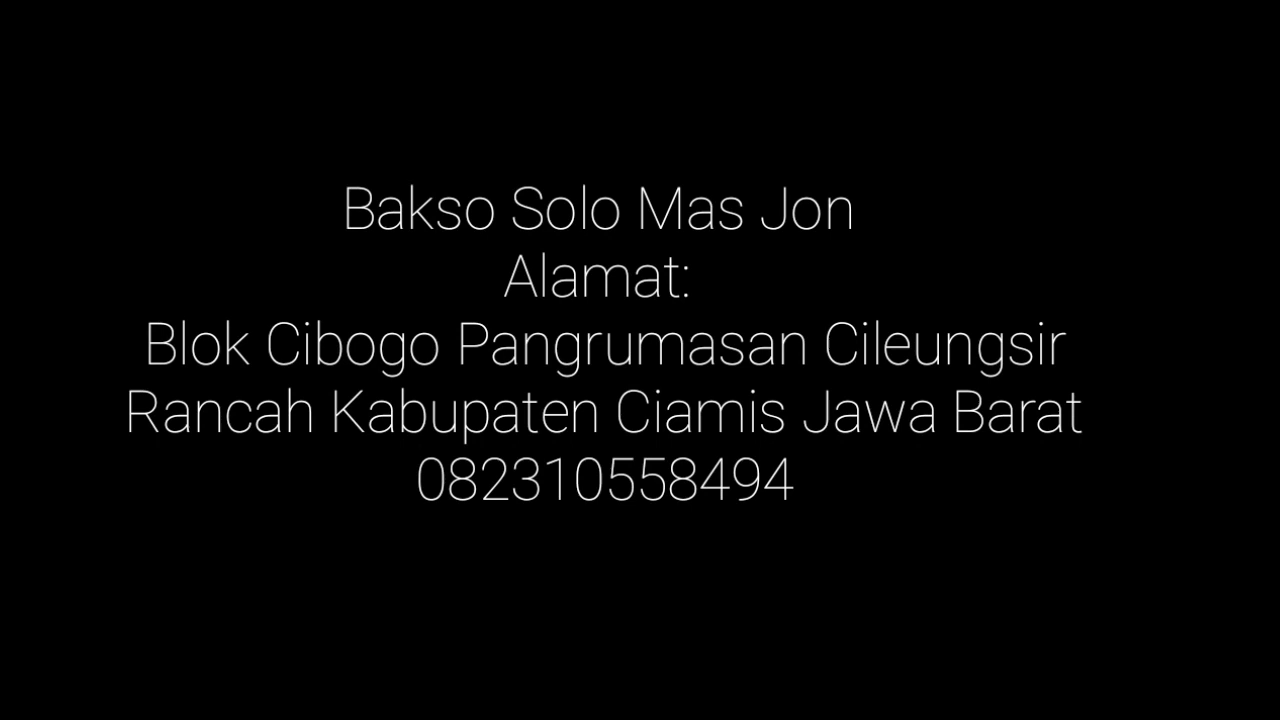 Bakso Solo Mas Jon
Alamat:
Blok Cibogo Pangrumasan Cileungsir
Rancah Kabupaten Ciamis Jawa Barat
082310558494